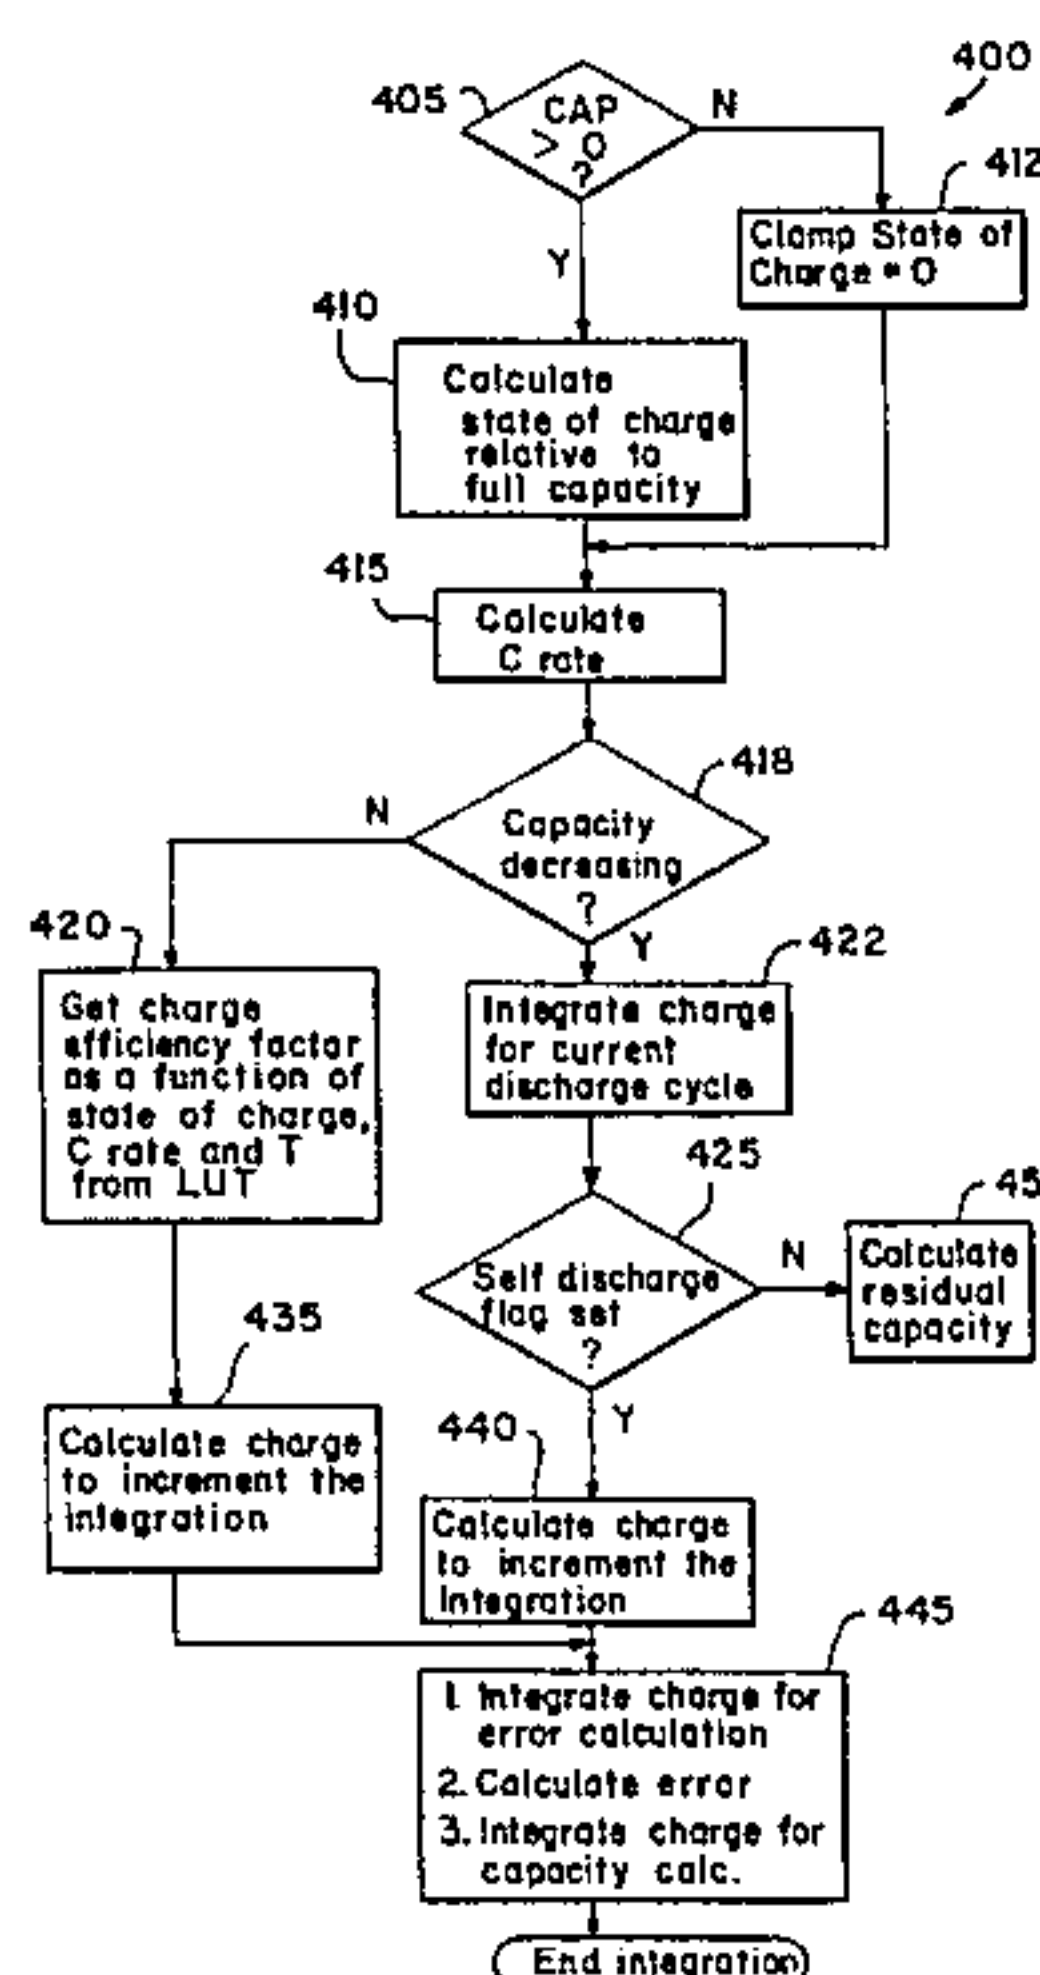 400
405
CAP
> 0
?
N
412
Clamp State of
Charge = 0
Y
410
Calculate
state of charge
relative to
full capacity
415
Calculate
C rate
418
N
Capacity
decreasing
?
Y
420
Get charge
efficiency factor
as a function of
state of charge,
C rate and T
from LUT
422
Integrate charge
for current
discharge cycle
425
Self discharge
flag set
?
N
45
Calculate
residual
capacity
Y
435
Calculate charge
to increment the
integration
440
Calculate charge
to increment the
Integration
445
1. Integrate charge for
error calculation
2. Calculate error
3. Integrate charge for
capacity calc.
End integration